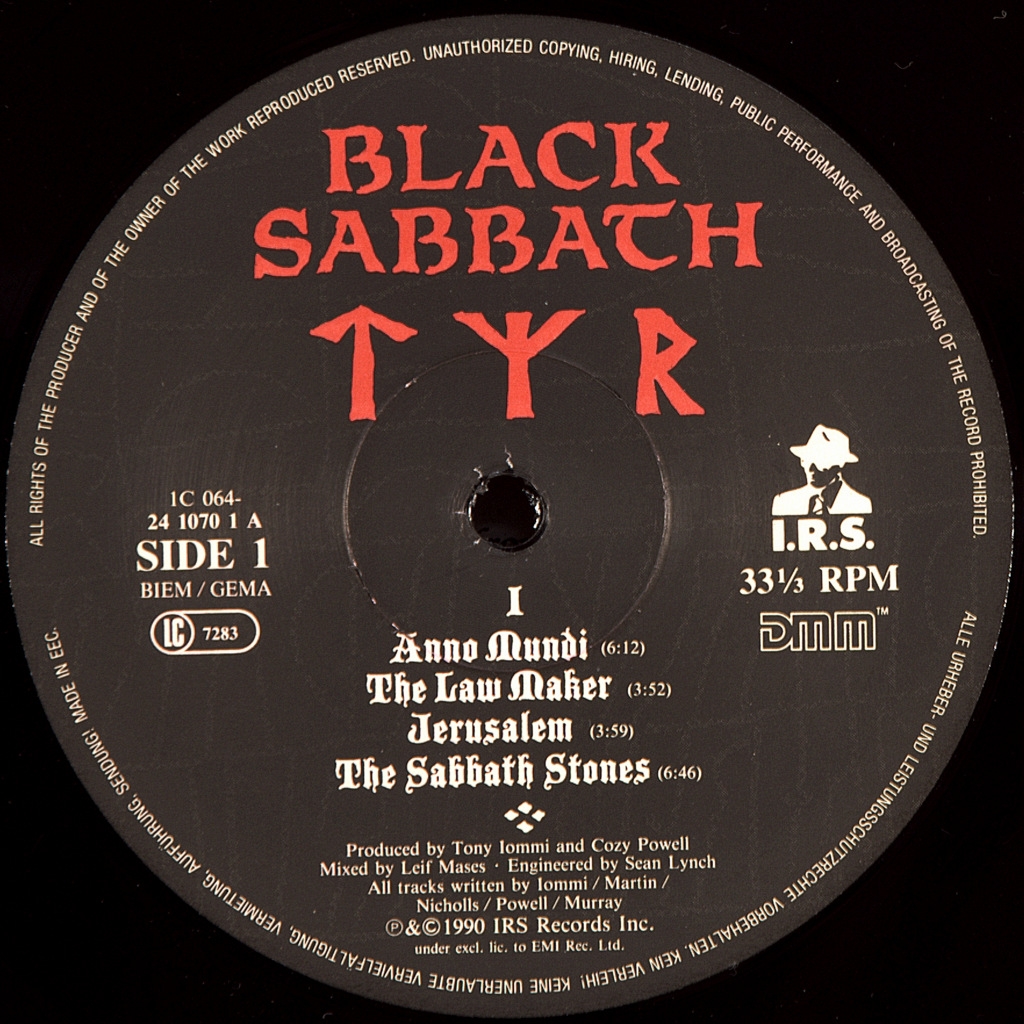 ALL RIGHTS OF THE PRODUCER AND OF THE OWNER OF THE WORK REPRODUCED RESERVED. UNAUTHORIZED COPYING, HIRING, LENDING, PUBLIC PERFORMANCE AND BROADCASTING OF THE RECORD PROHIBITED.
BLACK
SABBATH
ᛏᛉᚱ
1C 064-
24 1070 1 A
SIDE 1
BIEM / GEMA
LC 7283
I.R.S.
33⅓ RPM
DMM™
I
Anno Mundi (6:12)
The Law Maker (3:52)
Jerusalem (3:59)
The Sabbath Stones (6:46)
Produced by Tony Iommi and Cozy Powell
Mixed by Leif Mases · Engineered by Sean Lynch
All tracks written by Iommi / Martin /
Nicholls / Powell / Murray
℗&©1990 IRS Records Inc.
under excl. lic. to EMI Rec. Ltd.
ALLE URHEBER- UND LEISTUNGSSCHUTZRECHTE VORBEHALTEN. KEIN VERLEIH! KEINE UNERLAUBTE VERVIELFÄLTIGUNG, VERMIETUNG, AUFFÜHRUNG, SENDUNG! MADE IN EEC.